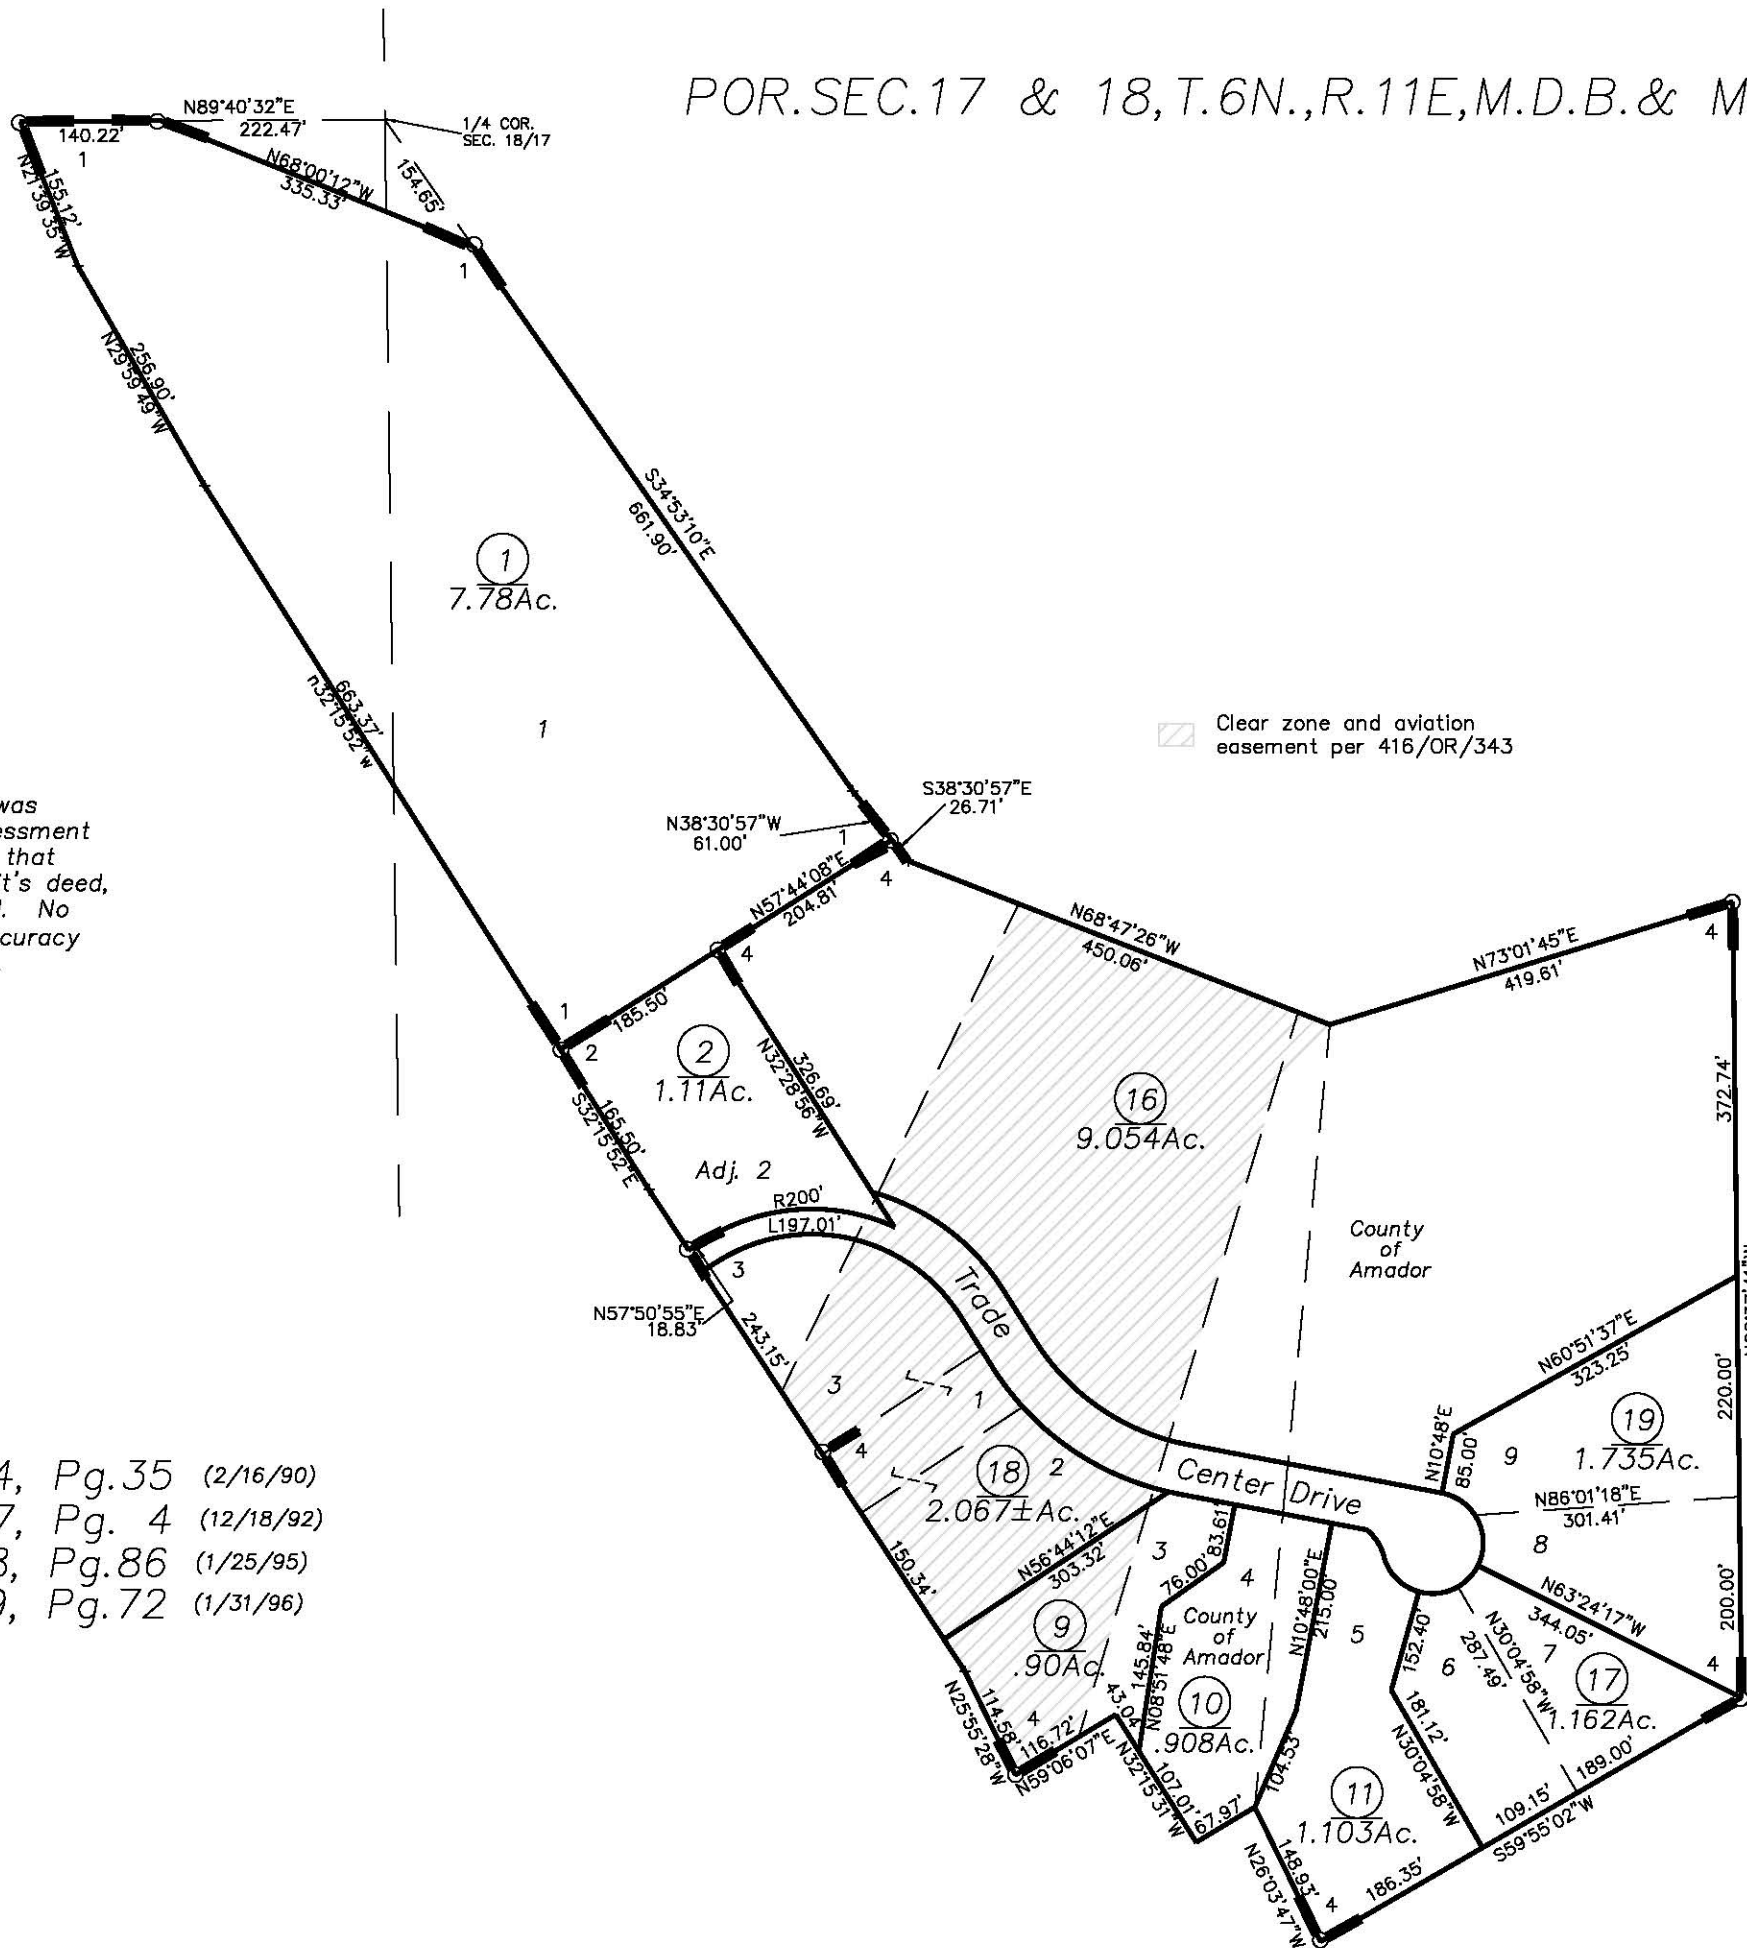 POR.SEC.17 & 18,T.6N.,R.11E,M.D.B.& M
N89°40'32"E
222.47'
140.22'
1
1/4 COR.
SEC. 18/17
154.65'
N68°00'12"W
335.33'
N21°39'35"W
155.12'
1
256.90'
N29°59'49"W
S34°53'10"E
661.90'
1
7.78Ac.
1
663.37'
n32°15'52"w
Clear zone and aviation
easement per 416/OR/343
was
essment
that
it's deed,
No
curacy
S38°30'57"E
26.71'
N38°30'57"W
61.00'
1
4
N57°44'08"E
204.81'
4
N68°47'26"W
450.06'
N73°01'45"E
419.61'
4
1
2
185.50'
2
1.11Ac.
326.69'
N32°28'56"W
165.50'
S32°15'52"E
Adj. 2
16
9.054Ac.
372.74'
R200'
L197.01'
3
N57°50'55"E
18.83'
County
of
Amador
Trade
243.15'
3
1
4
18
2
2.067±Ac.
Center Drive
N60°51'37"E
323.25'
220.00'
N10°48'E
85.00'
9
19
1.735Ac.
N86°01'18"E
301.41'
8
4, Pg.35 (2/16/90)
7, Pg. 4 (12/18/92)
3, Pg.86 (1/25/95)
9, Pg.72 (1/31/96)
150.34'
N56°44'12"E
303.32'
3
83.61'
76.00'
4
N10°48'00"E
215.00'
5
N63°24'17"W
344.05'
200.00'
9
.90Ac.
4
County
of
Amador
145.84'
N08°51'48"E
43.04'
10
.908Ac.
152.40'
6
N30°04'58"W
287.49'
7
17
1.162Ac.
4
N25°55'28"W
114.58'
116.72'
N59°06'07"E
N32°15'31"W
107.01'
67.97'
104.53'
181.12'
N30°04'58"W
11
1.103Ac.
189.00'
109.15'
S59°55'02"W
186.35'
148.93'
N26°03'47"W
4